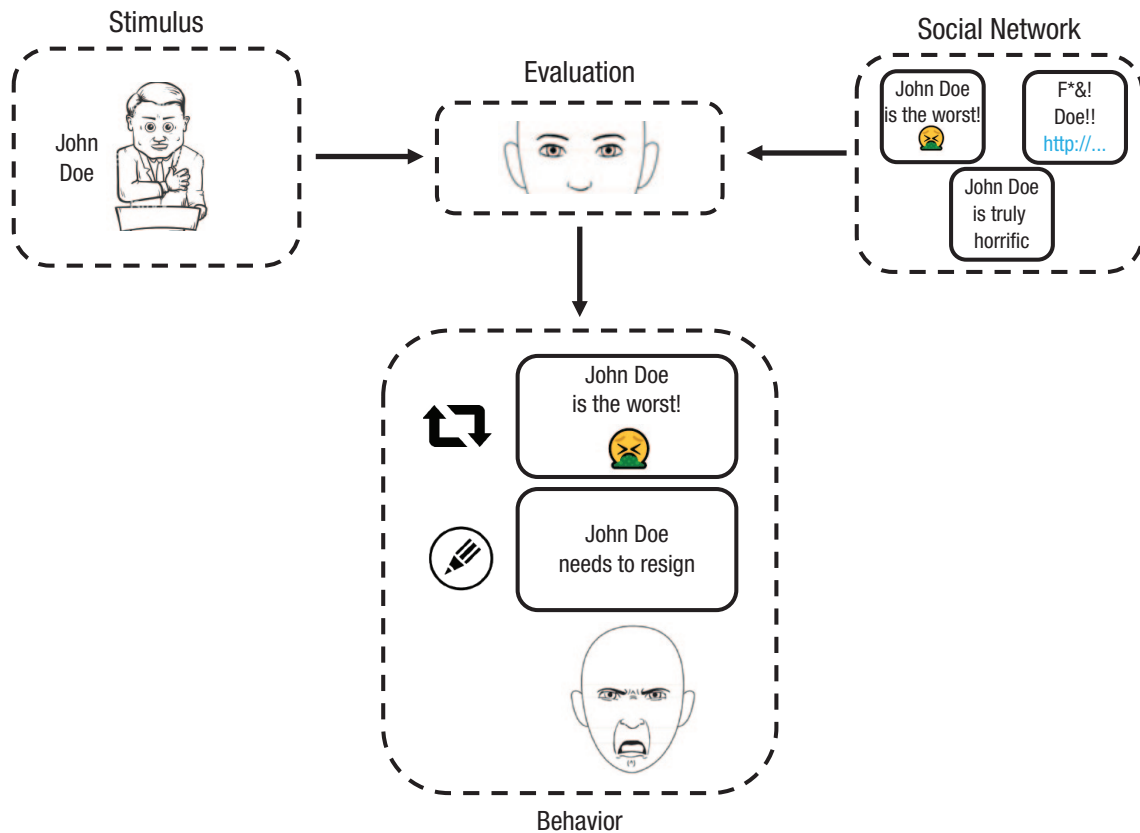 Stimulus
John
Doe
Evaluation
Social Network
John Doe
is the worst!
F*&!
Doe!!
http://...
John Doe
is truly
horrific
John Doe
is the worst!
John Doe
needs to resign
Behavior